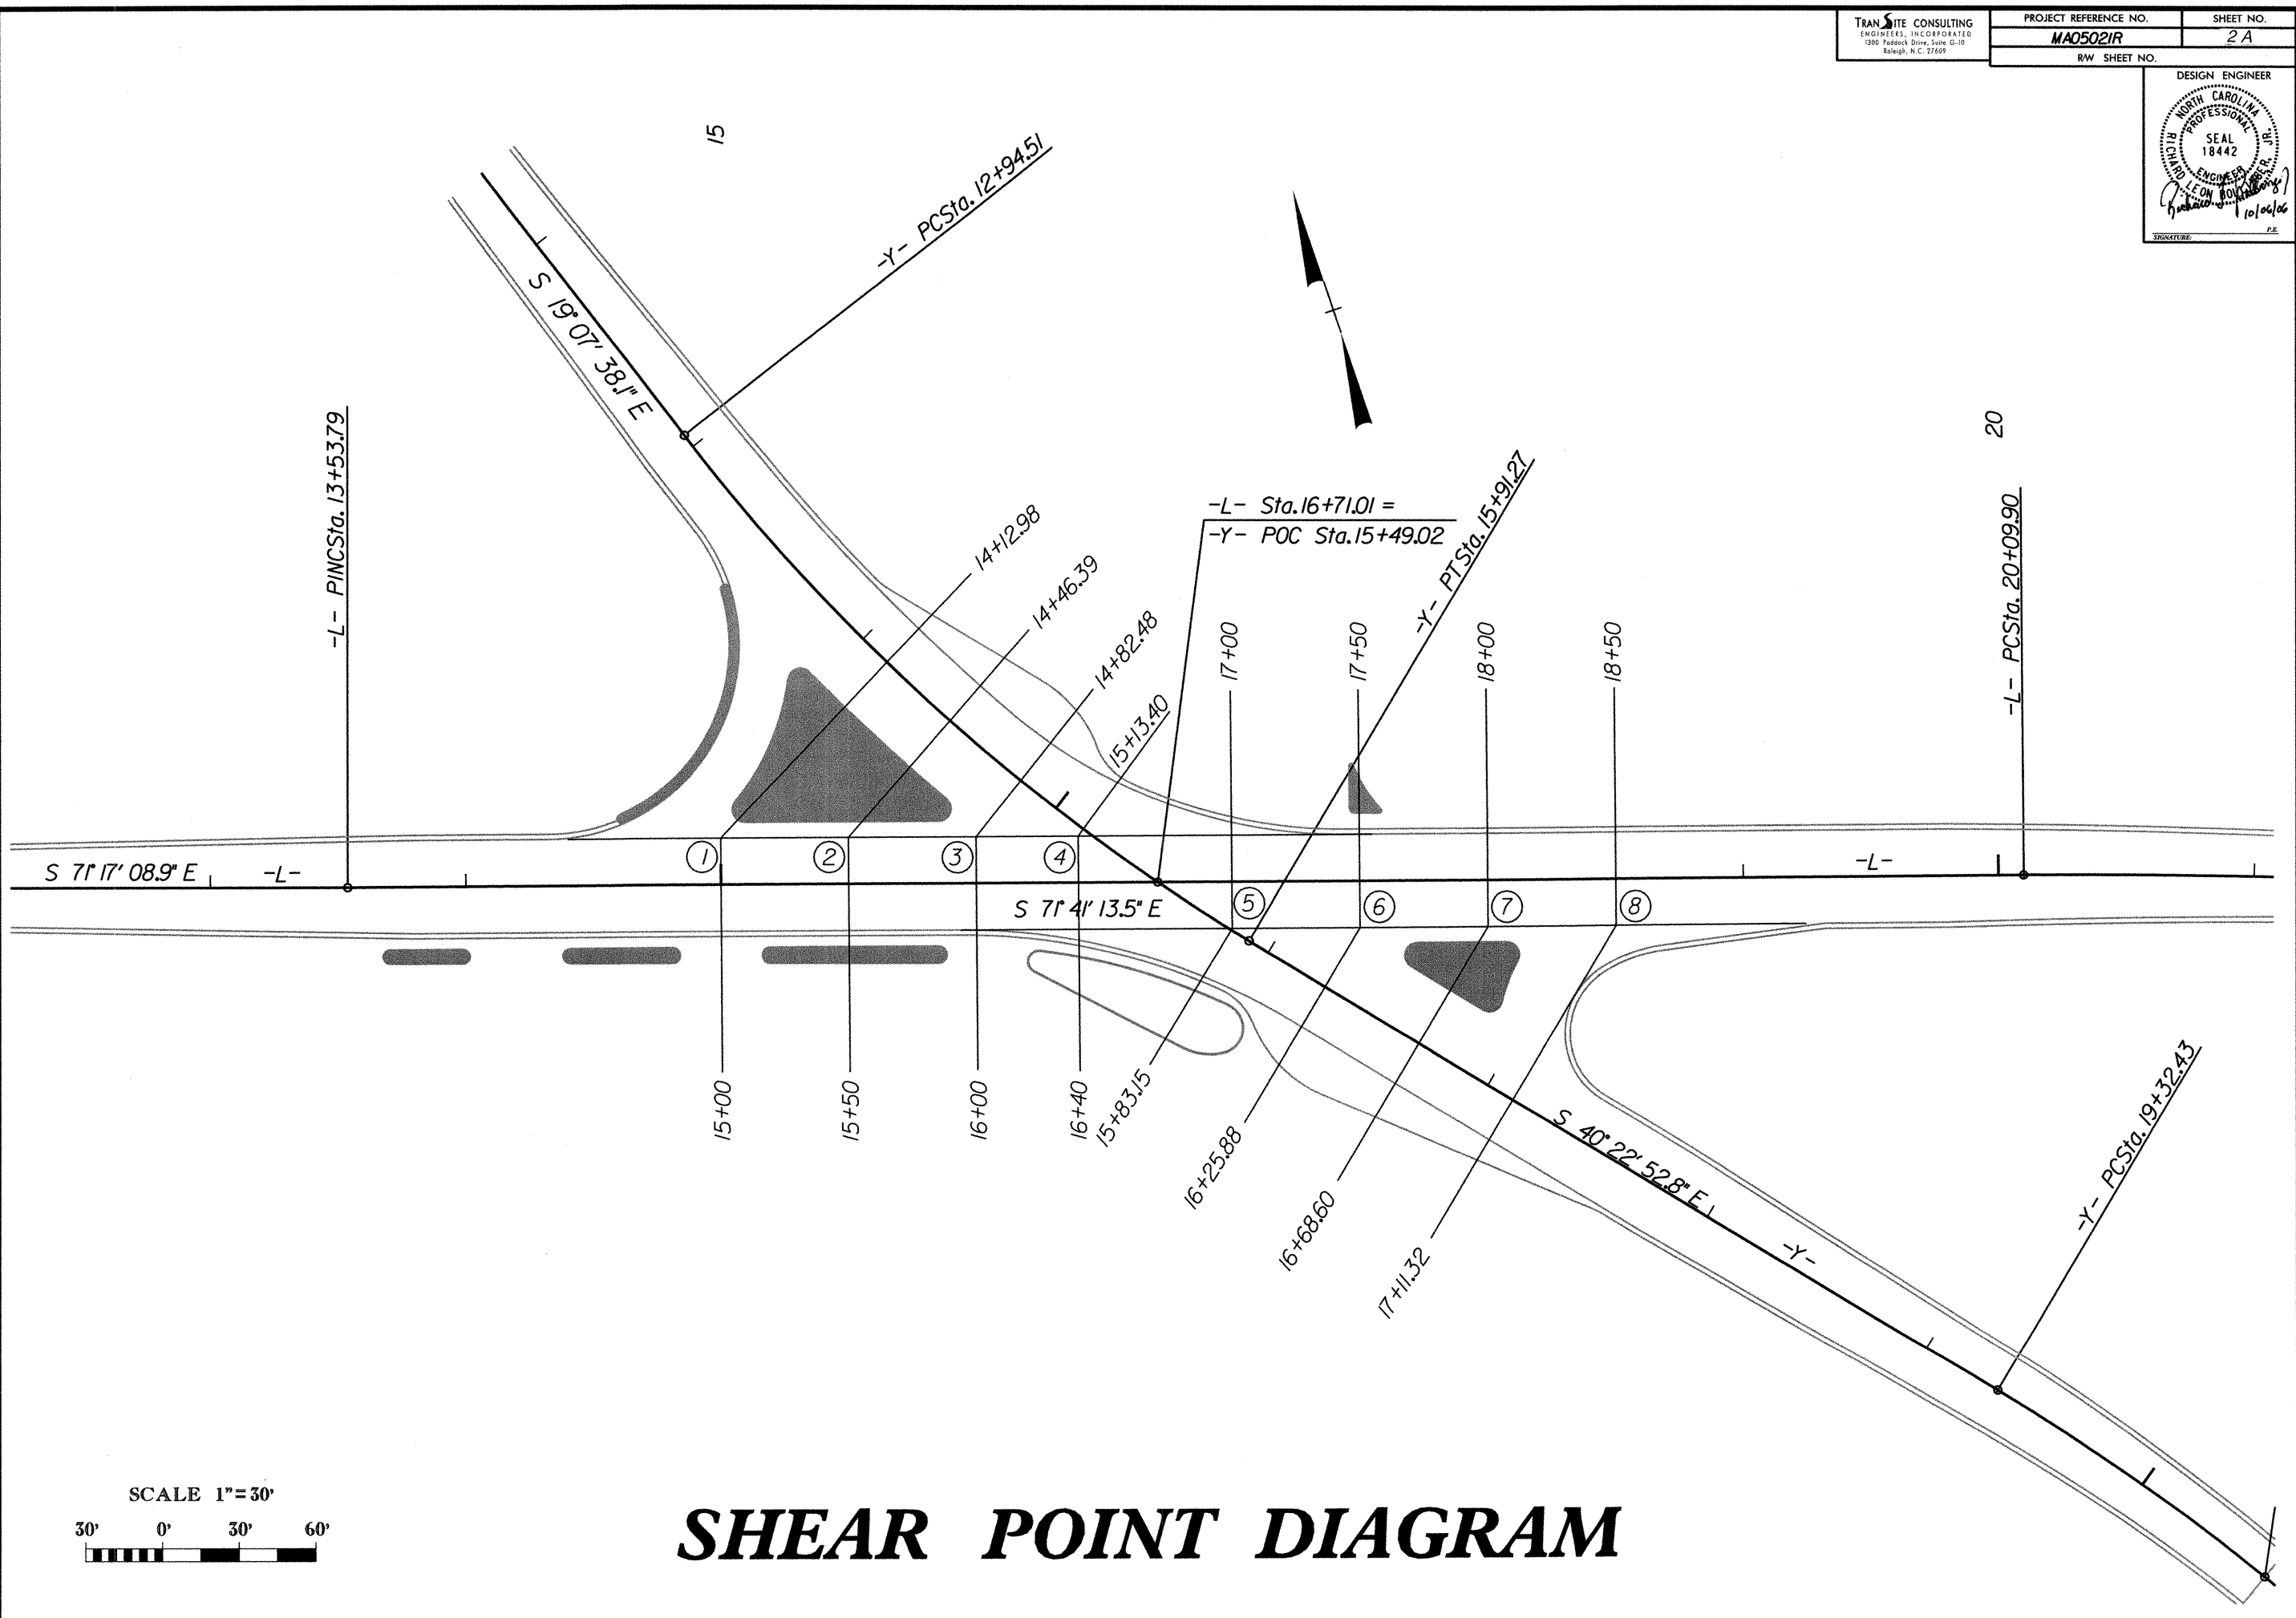 TRANSITE CONSULTING
ENGINEERS, INCORPORATED
1300 Paddock Drive, Suite G-10
Raleigh, N.C. 27609
PROJECT REFERENCE NO.
SHEET NO.
MA05021R
2 A
R/W SHEET NO.
DESIGN ENGINEER
NORTH CAROLINA
PROFESSIONAL
SEAL
18442
ENGINEER
RICHARD LEON JR.
10/06/06
SIGNATURE:
P.E.
15
-Y- PCSta. 12+94.51
S 19° 07' 38.1" E
-L- PINCSta. 13+53.79
14+12.98
14+46.39
14+82.48
15+13.40
-L- Sta. 16+71.01 =
-Y- POC Sta. 15+49.02
-Y- PTSta. 15+91.27
17+00
17+50
18+00
18+50
20
-L- PCSta. 20+09.90
S 71° 17' 08.9" E
-L-
1
2
3
4
S 71° 41' 13.5" E
5
6
7
8
-L-
15+00
15+50
16+00
16+40
15+83.15
16+25.88
16+68.60
17+11.32
S 40° 22' 52.8" E
-Y-
-Y- PCSta. 19+32.43
SCALE 1"=30'
30' 0' 30' 60'
SHEAR POINT DIAGRAM